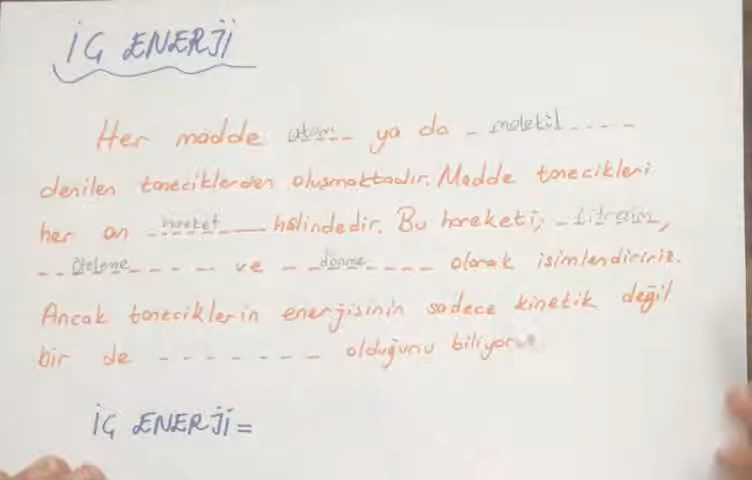 İÇ ENERJİ
Her madde atom ya da molekül
denilen taneciklerden oluşmaktadır. Madde tanecikleri
her an hareket halindedir. Bu hareketi; titreşim,
öteleme ve dönme olarak isimlendiririz.
Ancak taneciklerin enerjisinin sadece kinetik değil
bir de - - - - - - - olduğunu biliyoruz
İÇ ENERJİ =